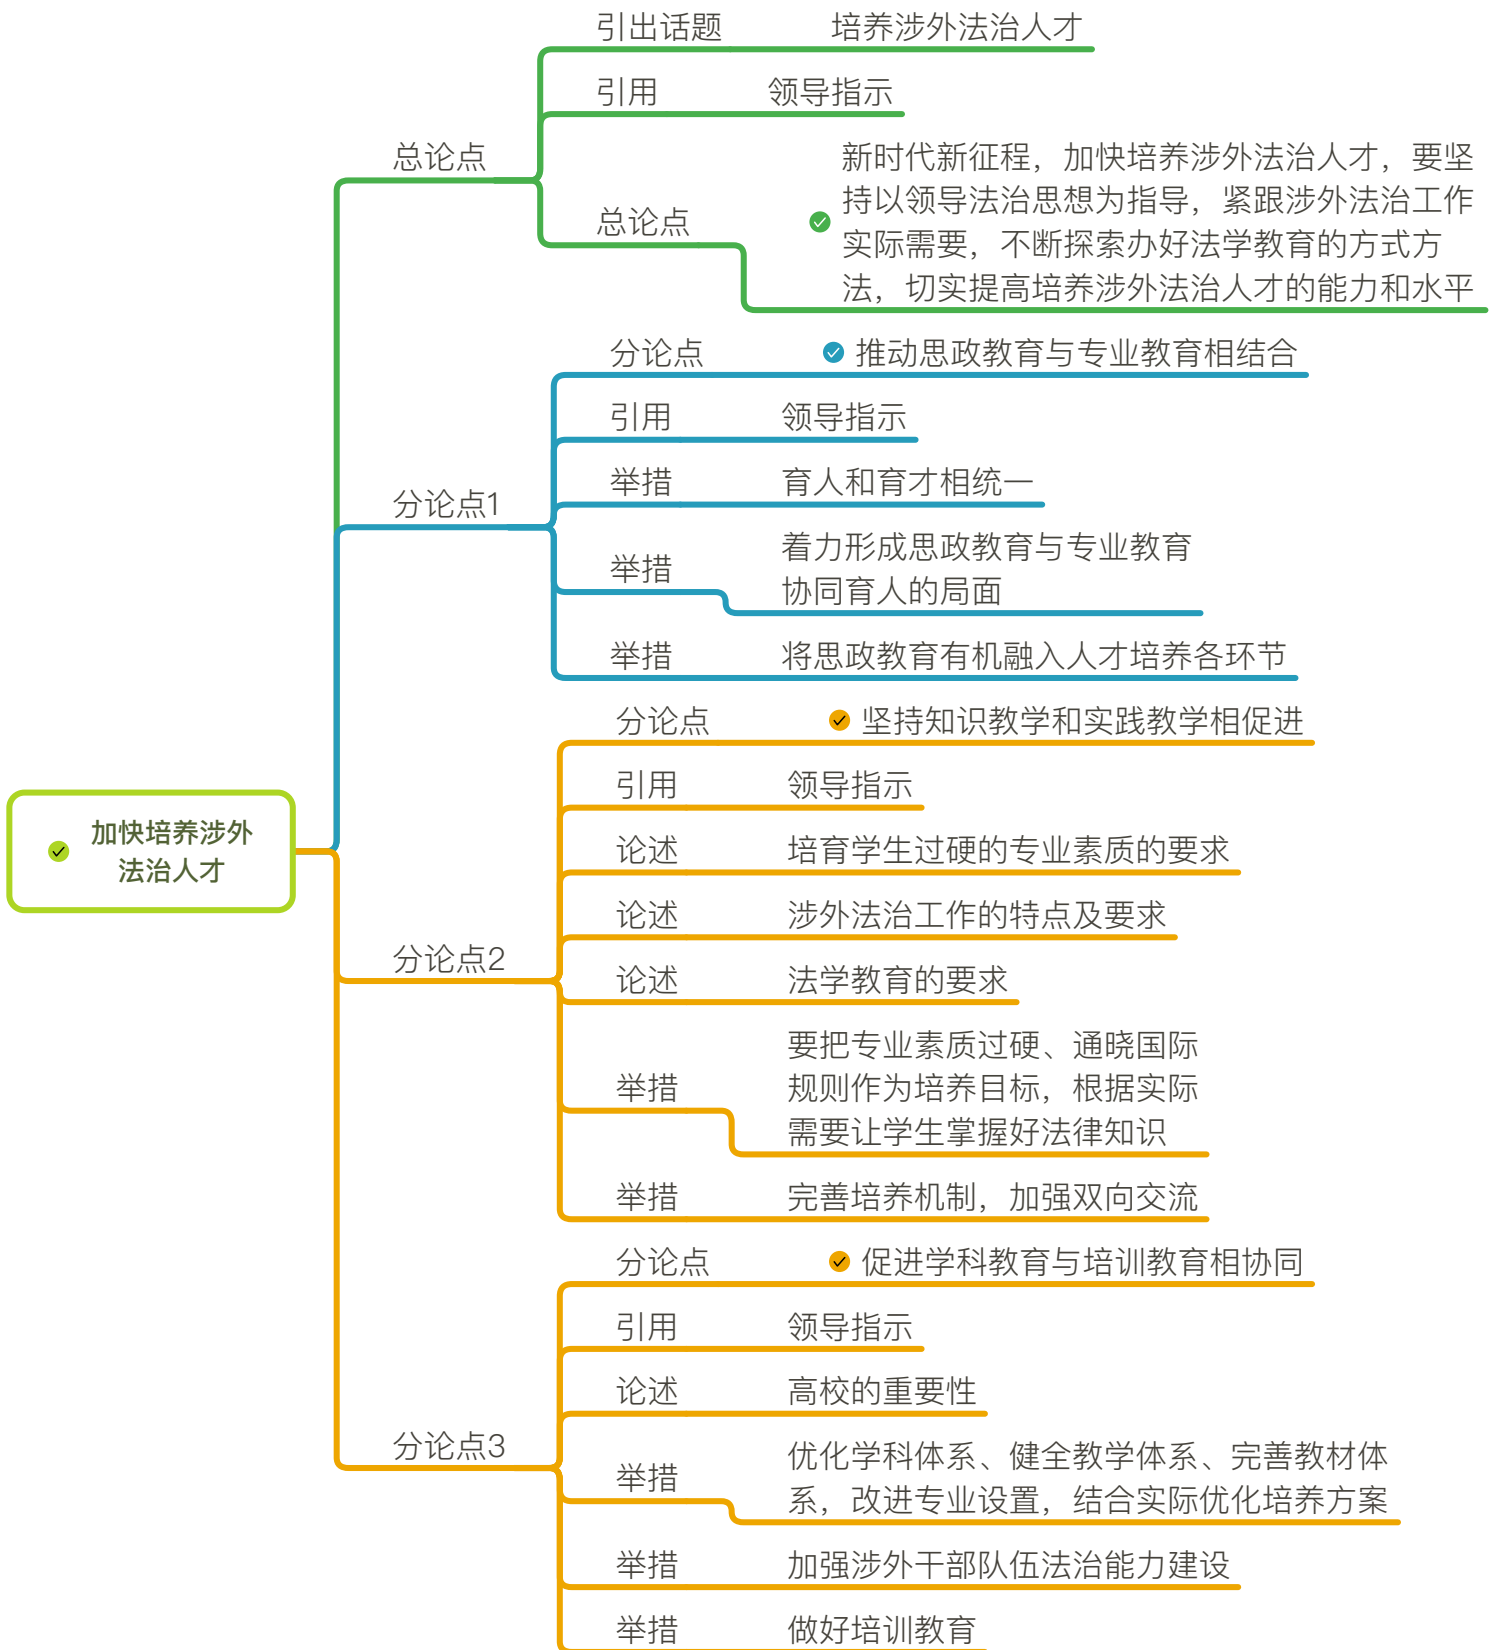 加快培养涉外
法治人才
总论点
引出话题 培养涉外法治人才
引用 领导指示
总论点
新时代新征程，加快培养涉外法治人才，要坚
持以领导法治思想为指导，紧跟涉外法治工作
实际需要，不断探索办好法学教育的方式方
法，切实提高培养涉外法治人才的能力和水平
分论点1
分论点 推动思政教育与专业教育相结合
引用 领导指示
举措 育人和育才相统一
举措
着力形成思政教育与专业教育
协同育人的局面
举措 将思政教育有机融入人才培养各环节
分论点2
分论点 坚持知识教学和实践教学相促进
引用 领导指示
论述 培育学生过硬的专业素质的要求
论述 涉外法治工作的特点及要求
论述 法学教育的要求
举措
要把专业素质过硬、通晓国际
规则作为培养目标，根据实际
需要让学生掌握好法律知识
举措 完善培养机制，加强双向交流
分论点3
分论点 促进学科教育与培训教育相协同
引用 领导指示
论述 高校的重要性
举措
优化学科体系、健全教学体系、完善教材体
系，改进专业设置，结合实际优化培养方案
举措 加强涉外干部队伍法治能力建设
举措 做好培训教育